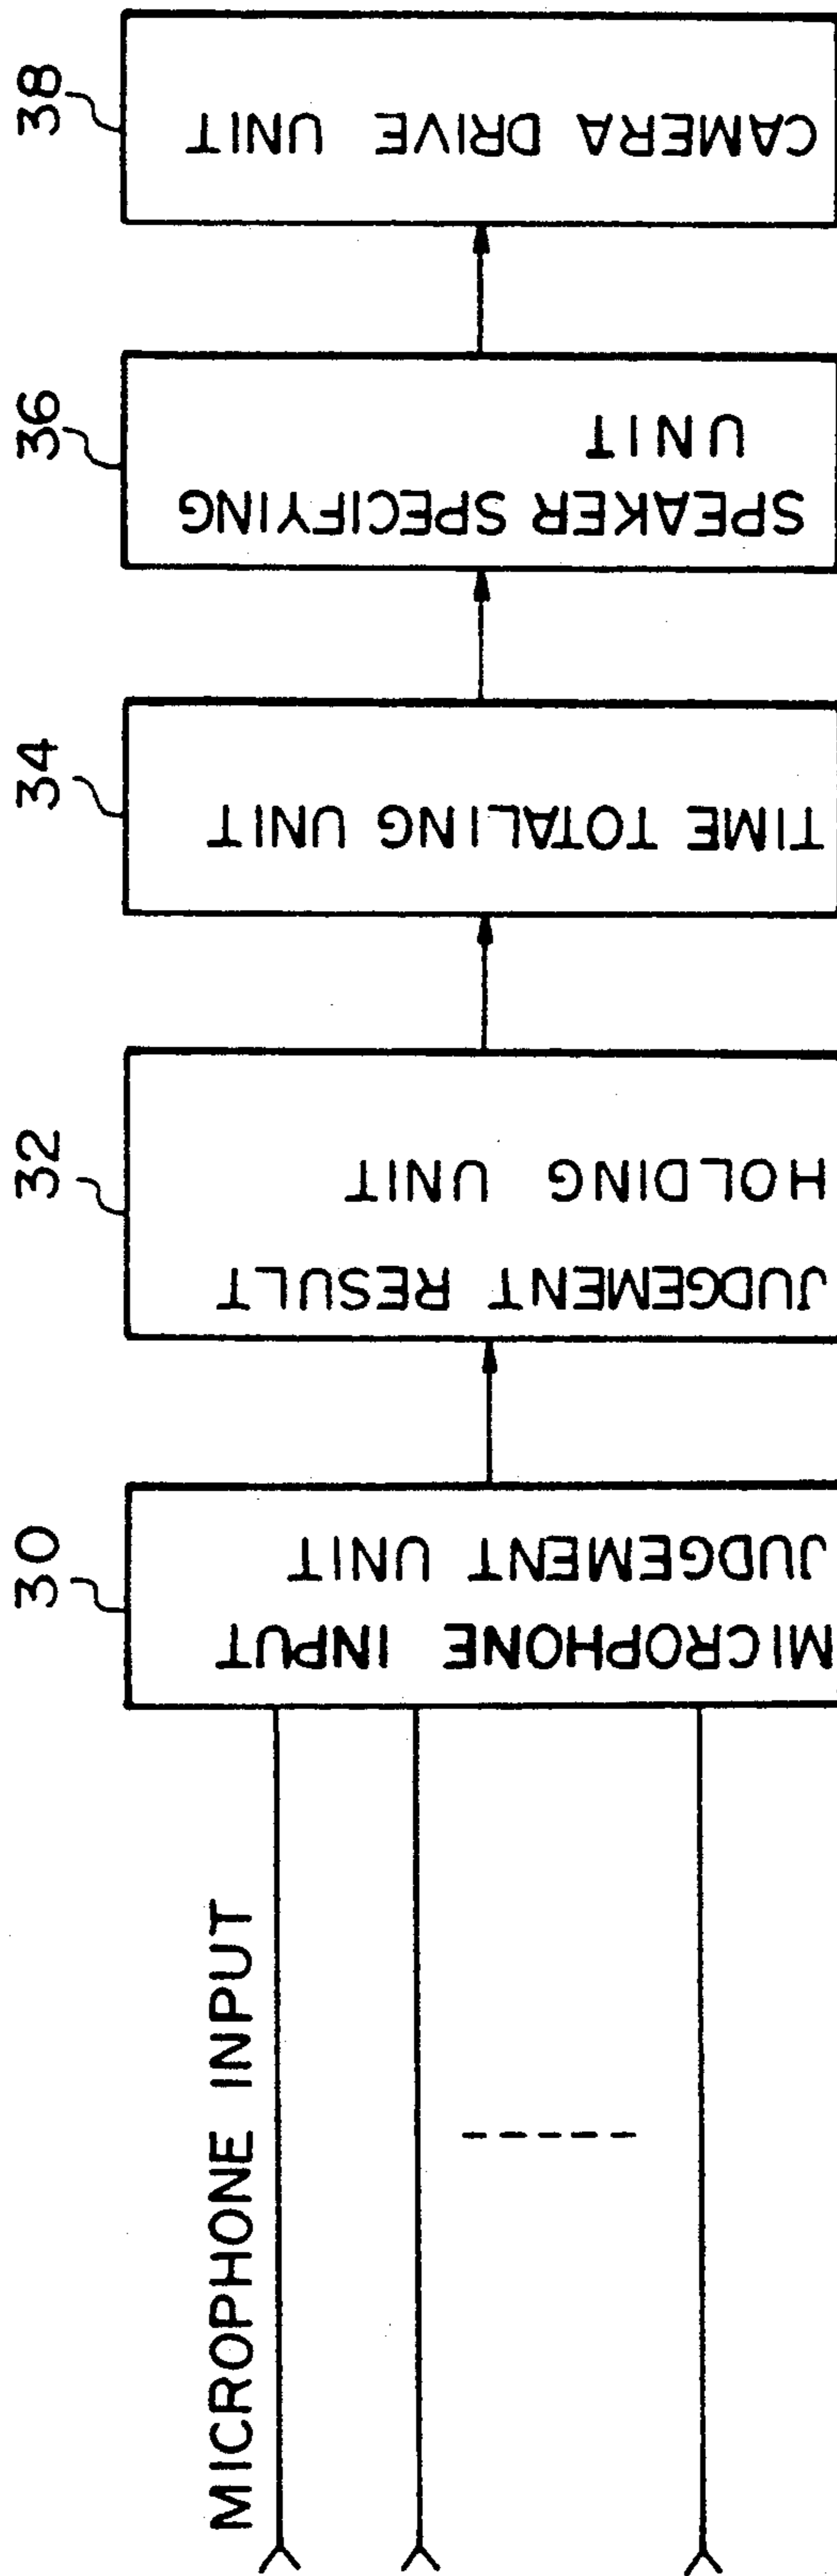 MICROPHONE INPUT
30
MICROPHONE INPUT
JUDGEMENT UNIT
32
JUDGEMENT RESULT
HOLDING UNIT
34
TIME TOTALING UNIT
36
SPEAKER SPECIFYING
UNIT
38
CAMERA DRIVE UNIT